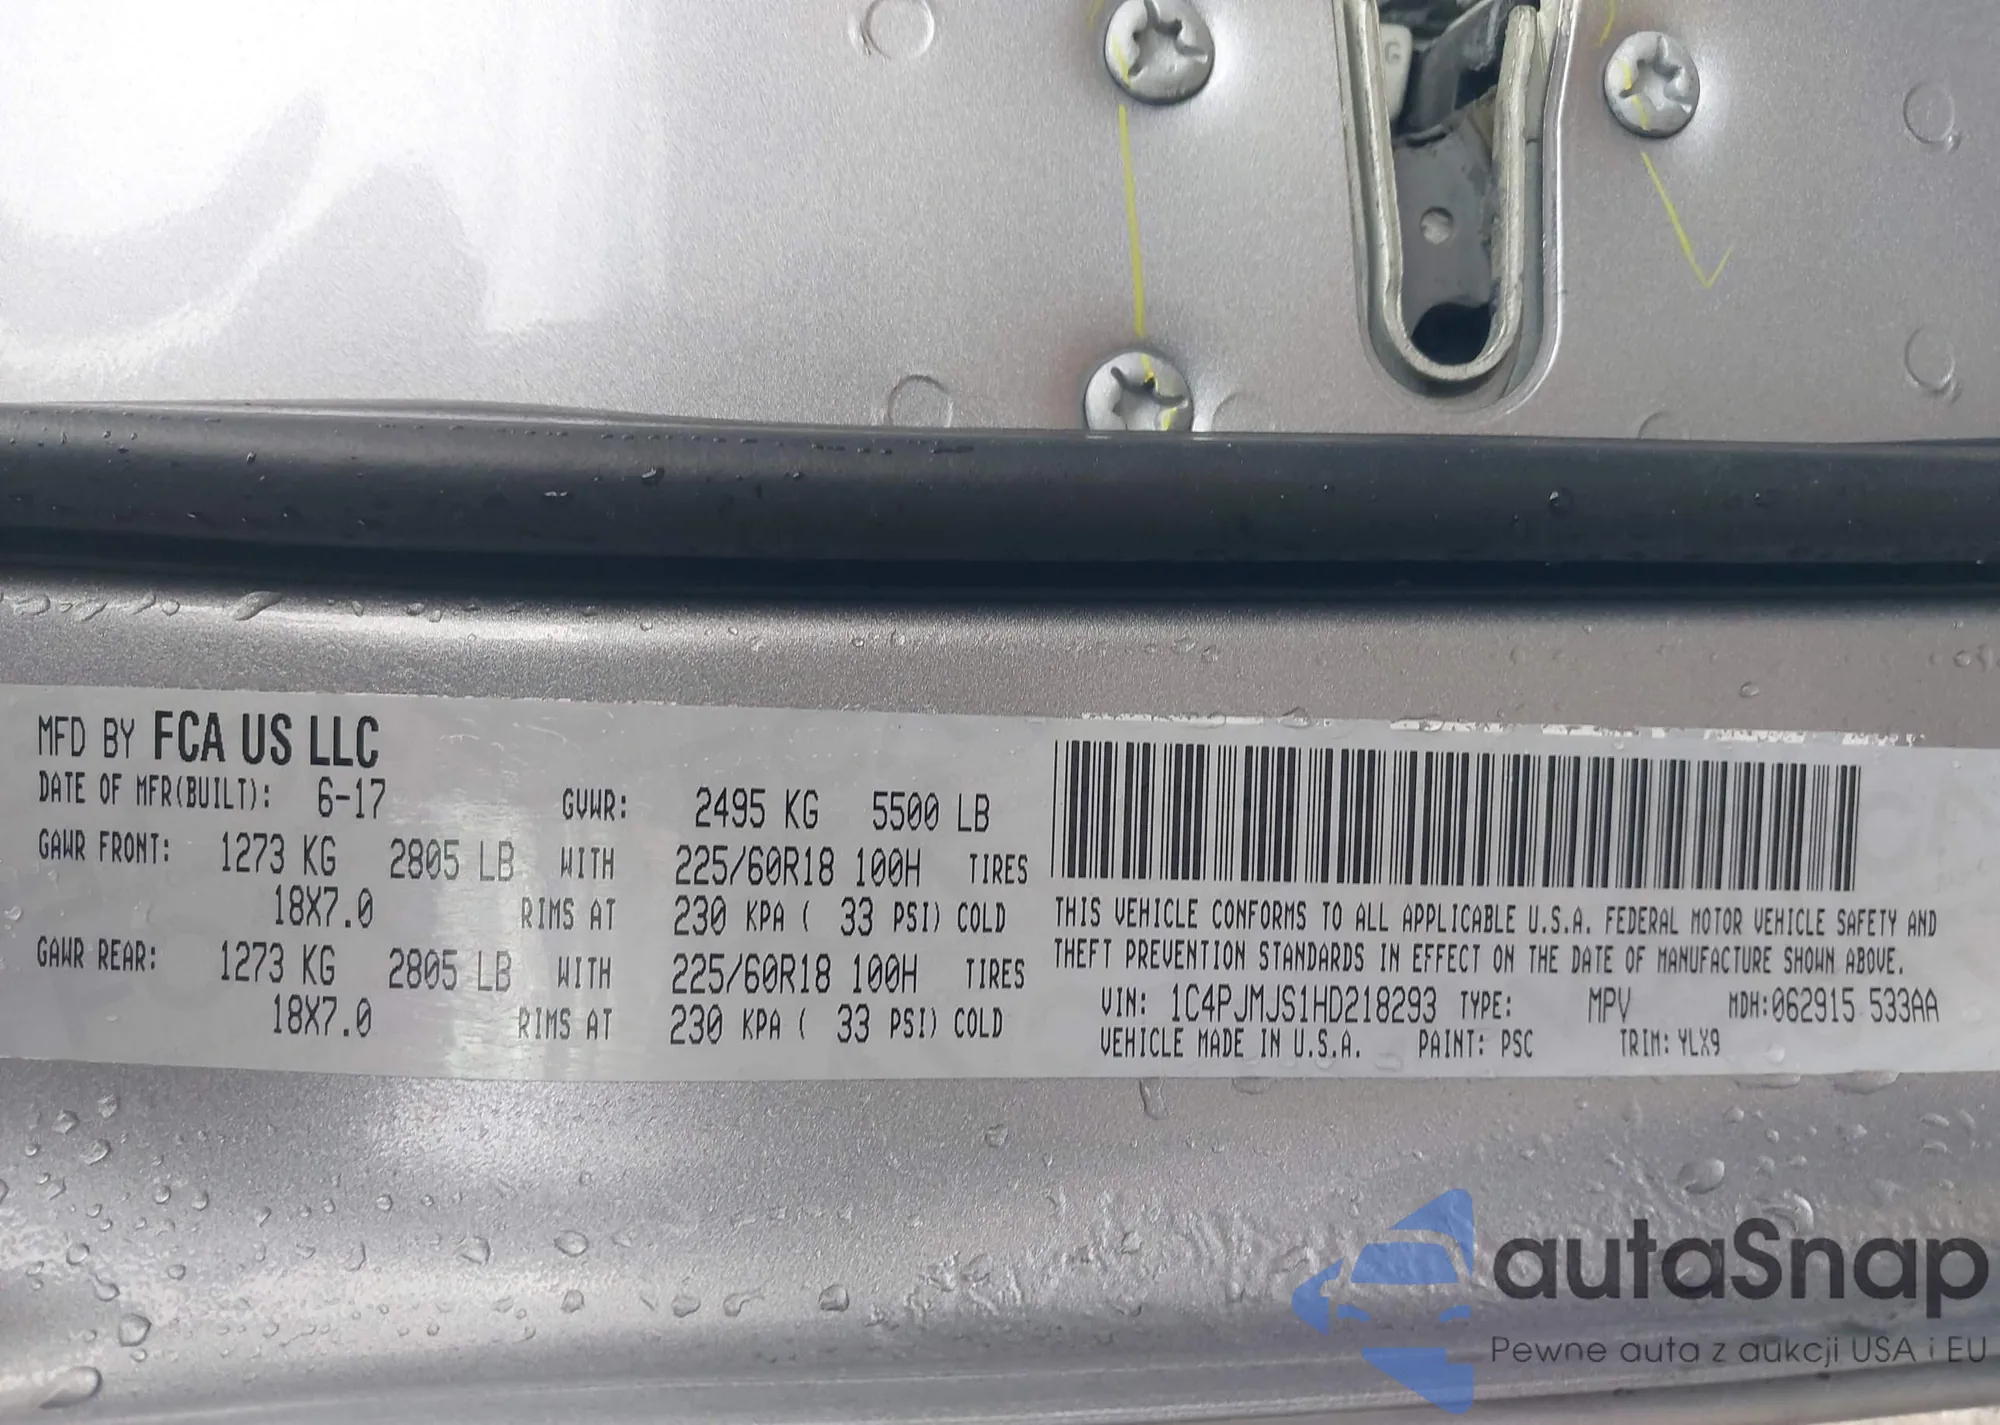 G
MFD BY FCA US LLC
DATE OF MFR(BUILT): 6-17 GVWR: 2495 KG 5500 LB
GAWR FRONT: 1273 KG 2805 LB WITH 225/60R18 100H TIRES
18X7.0 RIMS AT 230 KPA ( 33 PSI) COLD
GAWR REAR: 1273 KG 2805 LB WITH 225/60R18 100H TIRES
18X7.0 RIMS AT 230 KPA ( 33 PSI) COLD
THIS VEHICLE CONFORMS TO ALL APPLICABLE U.S.A. FEDERAL MOTOR VEHICLE SAFETY AND
THEFT PREVENTION STANDARDS IN EFFECT ON THE DATE OF MANUFACTURE SHOWN ABOVE.
VIN: 1C4PJMJS1HD218293 TYPE: MPV MDH:062915 533AA
VEHICLE MADE IN U.S.A. PAINT: PSC TRIM: YLX9
autaSnap
Pewne auta z aukcji USA i EU